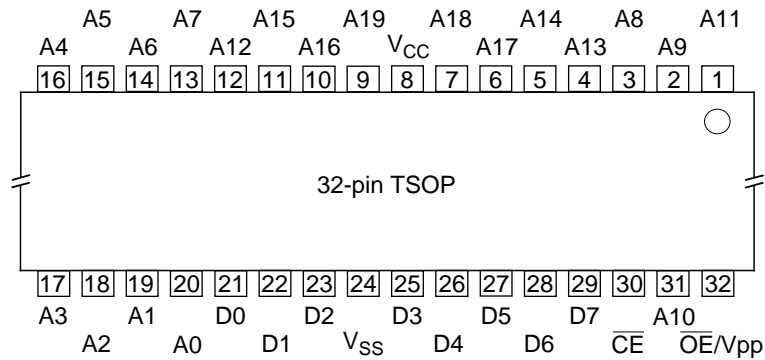 A5 A7 A15 A19 A18 A14 A8 A11
A4 A6 A12 A16 VCC A17 A13 A9
16 15 14 13 12 11 10 9 8 7 6 5 4 3 2 1
32-pin TSOP
17 18 19 20 21 22 23 24 25 26 27 28 29 30 31 32
A3 A1 D0 D2 D3 D5 D7 A10
A2 A0 D1 VSS D4 D6 C̅E̅ O̅E̅/Vpp